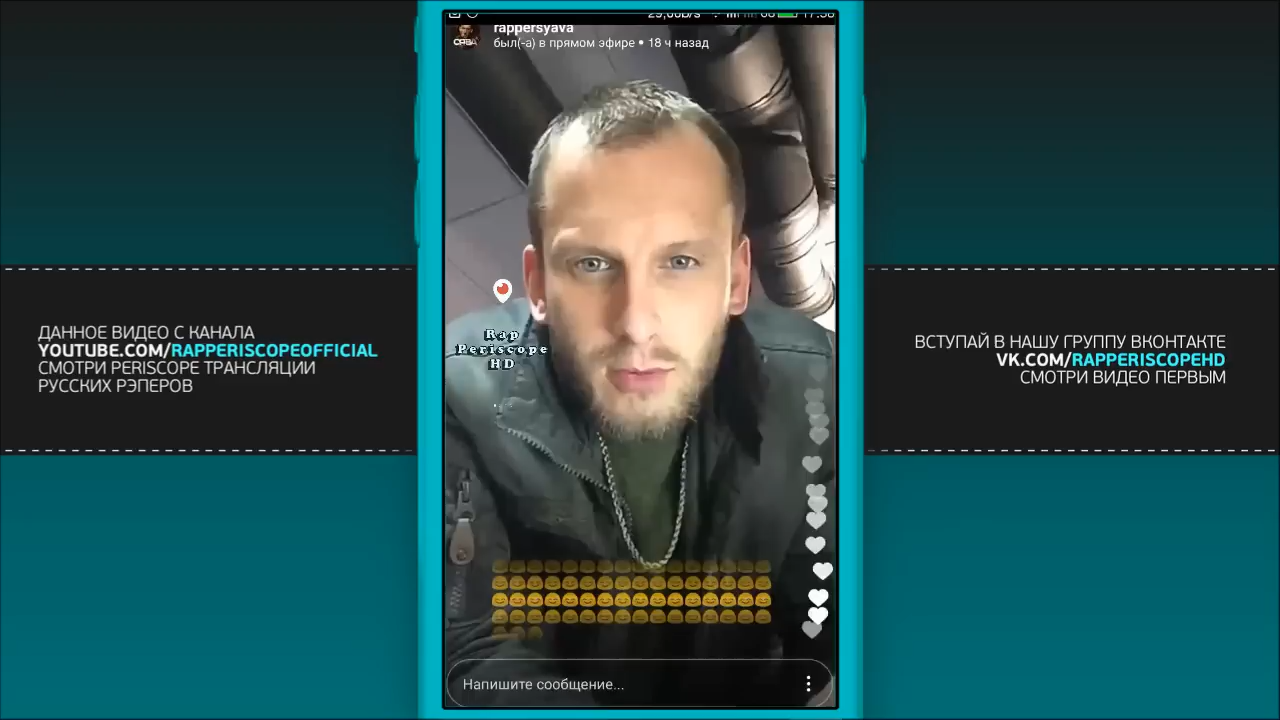 rappersyava
был(-а) в прямом эфире • 18 ч назад
ДАННОЕ ВИДЕО С КАНАЛА
YOUTUBE.COM/RAPPERISCOPEOFFICIAL
СМОТРИ PERISCOPE ТРАНСЛЯЦИИ
РУССКИХ РЭПЕРОВ
Rap
Periscope
HD
ВСТУПАЙ В НАШУ ГРУППУ ВКОНТАКТЕ
VK.COM/RAPPERISCOPEHD
СМОТРИ ВИДЕО ПЕРВЫМ
Напишите сообщение...